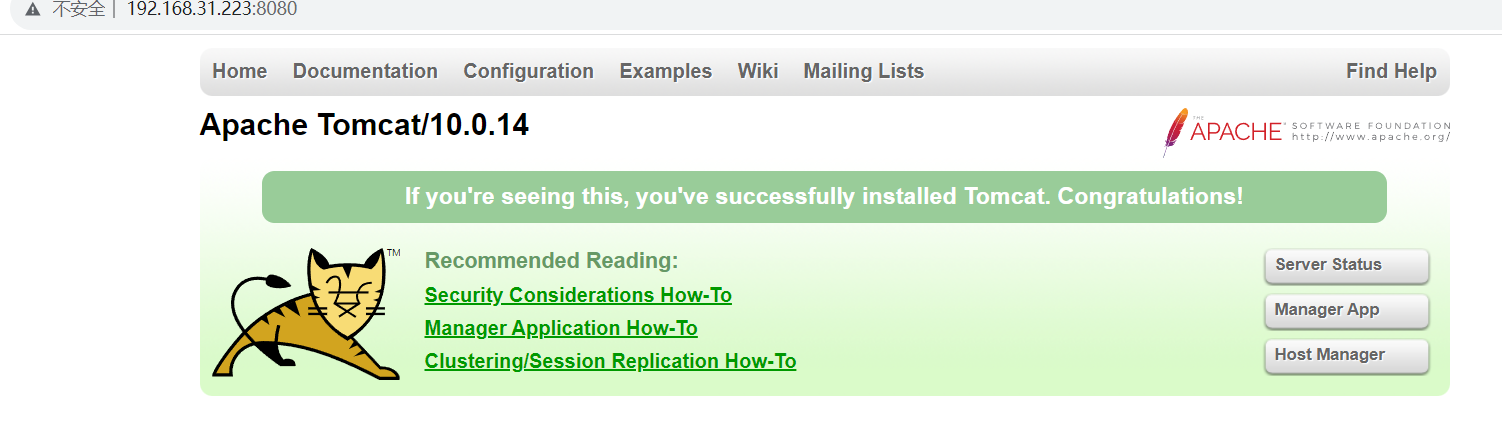 不安全 | 192.168.31.223:8080
Home Documentation Configuration Examples Wiki Mailing Lists Find Help
Apache Tomcat/10.0.14
THE
APACHE® SOFTWARE FOUNDATION
http://www.apache.org/
If you're seeing this, you've successfully installed Tomcat. Congratulations!
TM
Recommended Reading:
Security Considerations How-To
Manager Application How-To
Clustering/Session Replication How-To
Server Status
Manager App
Host Manager